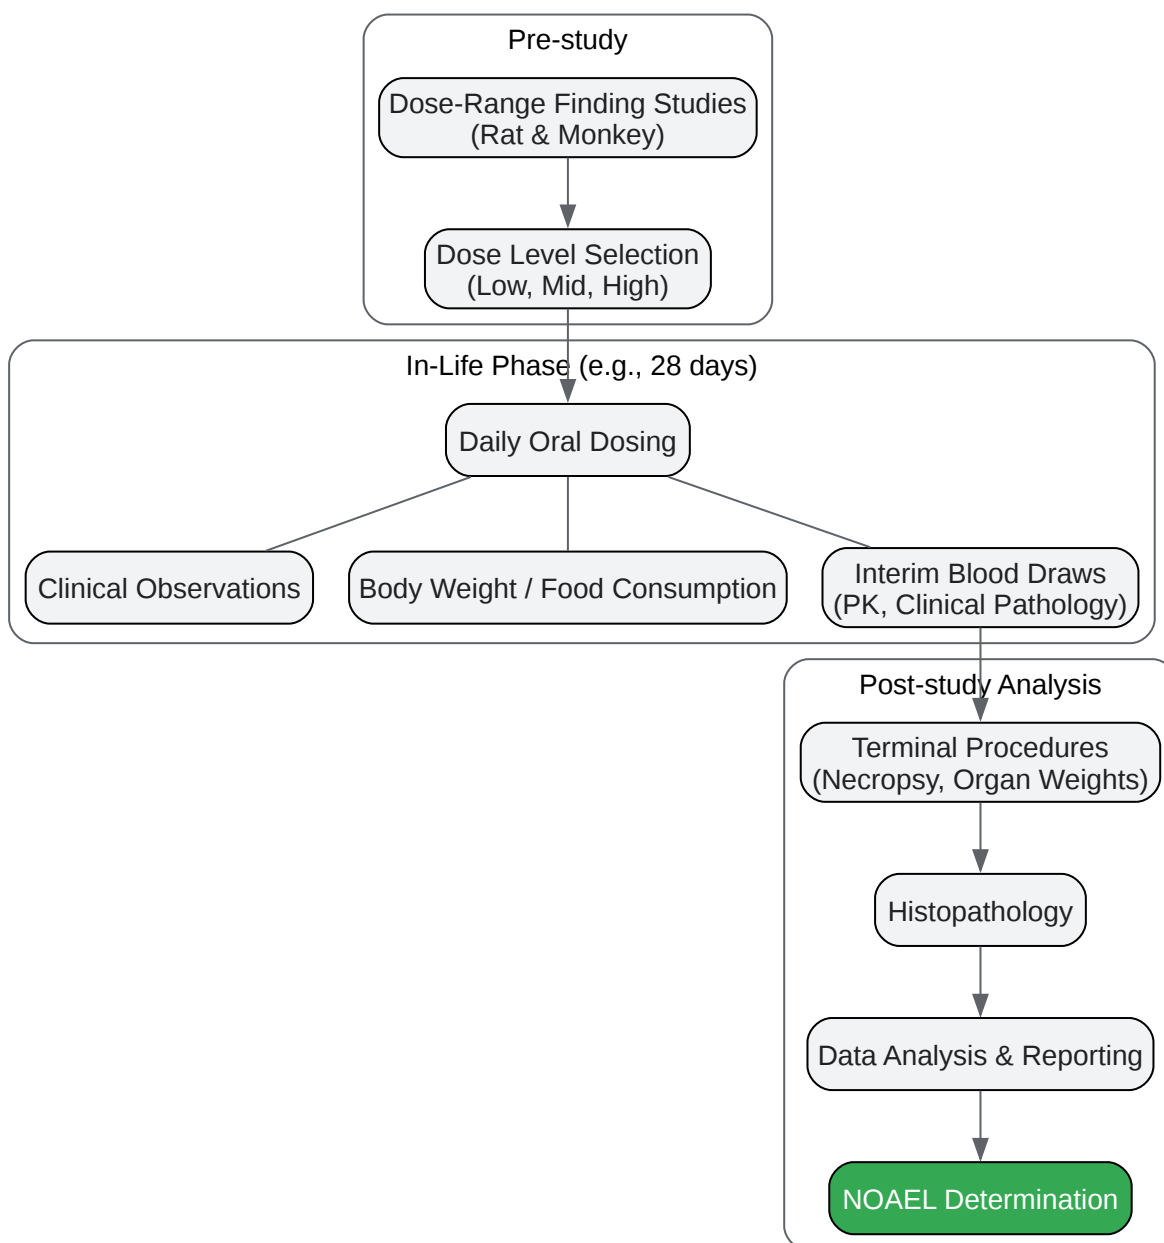 Pre-study
Dose-Range Finding Studies
(Rat & Monkey)
Dose Level Selection
(Low, Mid, High)
In-Life Phase (e.g., 28 days)
Daily Oral Dosing
Clinical Observations
Body Weight / Food Consumption
Interim Blood Draws
(PK, Clinical Pathology)
Post-study Analysis
Terminal Procedures
(Necropsy, Organ Weights)
Histopathology
Data Analysis & Reporting
NOAEL Determination